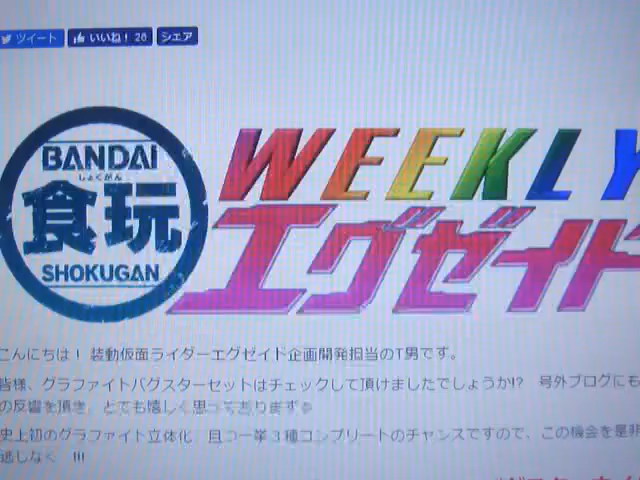 ツイート いいね! 26 シェア
BANDAI
しょくがん
食玩
SHOKUGAN
WEEKLY
エグゼイド
こんにちは! 装動仮面ライダーエグゼイド企画開発担当のT男です。
皆様、グラファイトバグスターセットはチェックして頂けましたでしょうか!? 号外ブログにも
の反響を頂き、とても嬉しく思っております
史上初のグラファイト立体化、且つ一挙3種コンプリートのチャンスですので、この機会を是非
逃しなく !!!